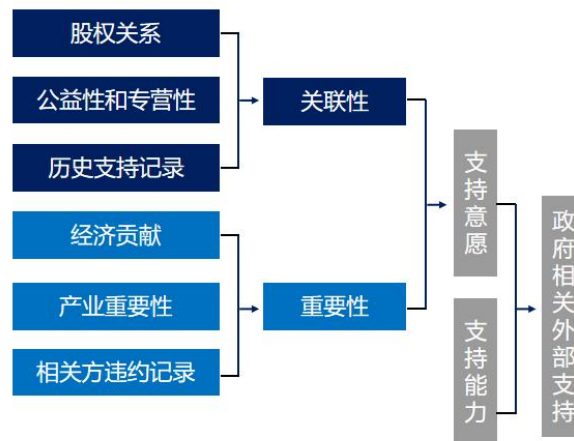 股权关系
公益性和专营性
历史支持记录
关联性
经济贡献
产业重要性
相关方违约记录
重要性
支持意愿
支持能力
政府相关外部支持